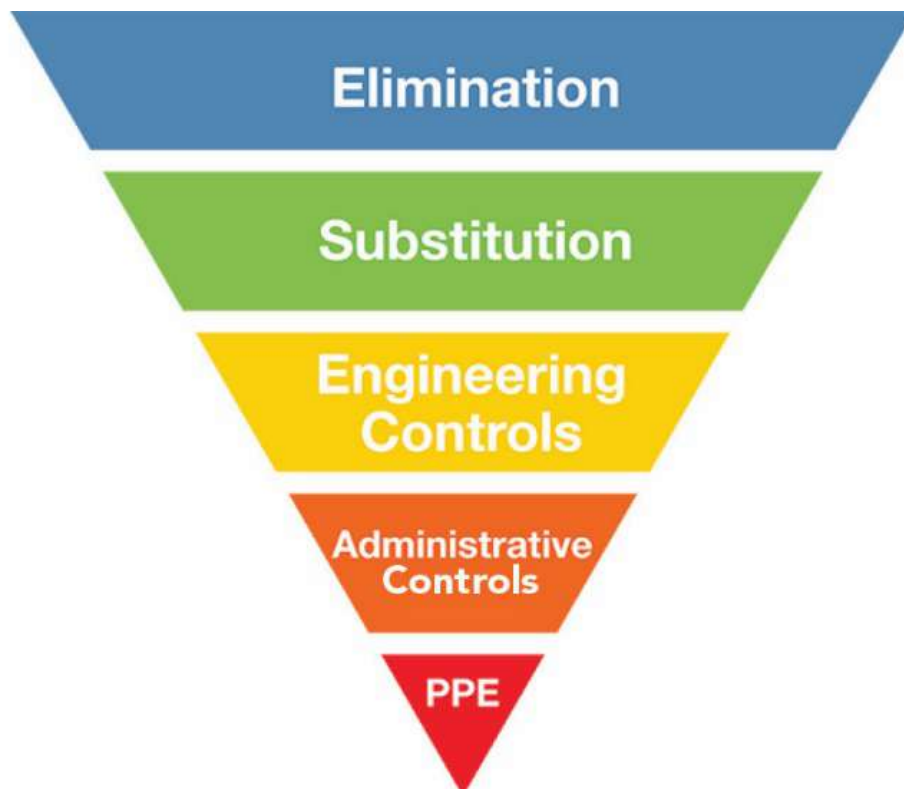 Elimination
Substitution
Engineering
Controls
Administrative
Controls
PPE